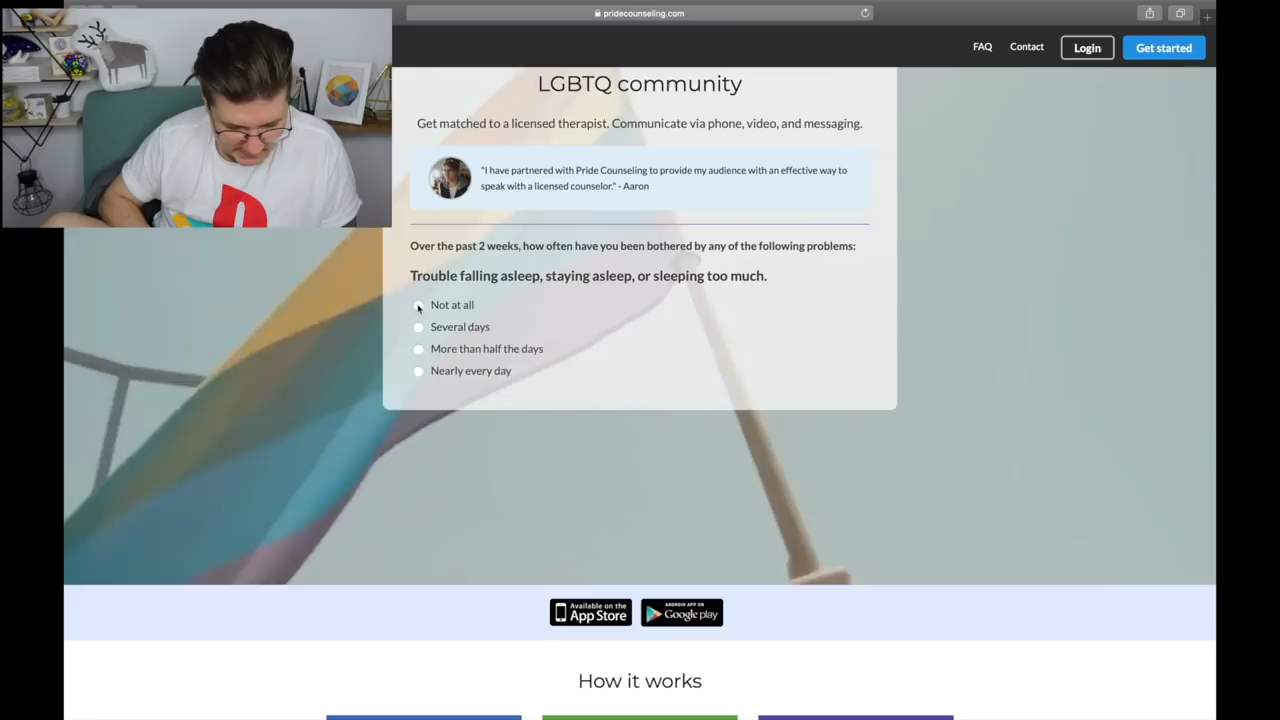 pridecounseling.com
FAQ
Contact
Login
Get started
LGBTQ community
Get matched to a licensed therapist. Communicate via phone, video, and messaging.
"I have partnered with Pride Counseling to provide my audience with an effective way to
speak with a licensed counselor." - Aaron
Over the past 2 weeks, how often have you been bothered by any of the following problems:
Trouble falling asleep, staying asleep, or sleeping too much.
Not at all
Several days
More than half the days
Nearly every day
Available on the
App Store
ANDROID APP ON
Google play
How it works